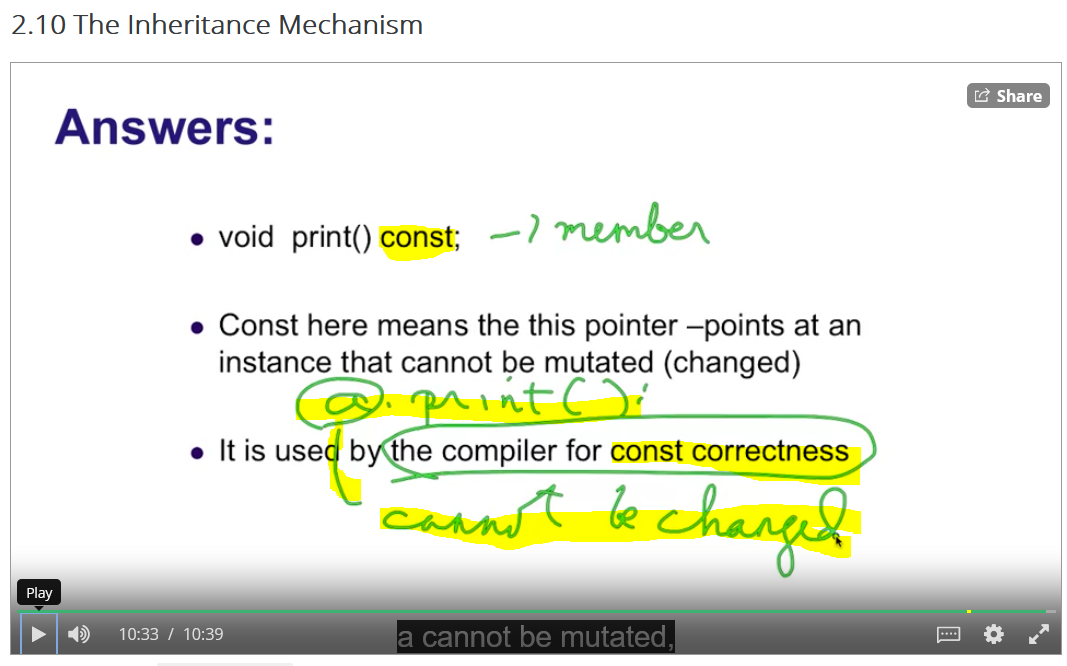 2.10 The Inheritance Mechanism
Share
Answers:
• void print() const; → member
• Const here means the this pointer –points at an
instance that cannot be mutated (changed)
a. print();
• It is used by the compiler for const correctness
cannot be changed
Play
10:33 / 10:39
a cannot be mutated,